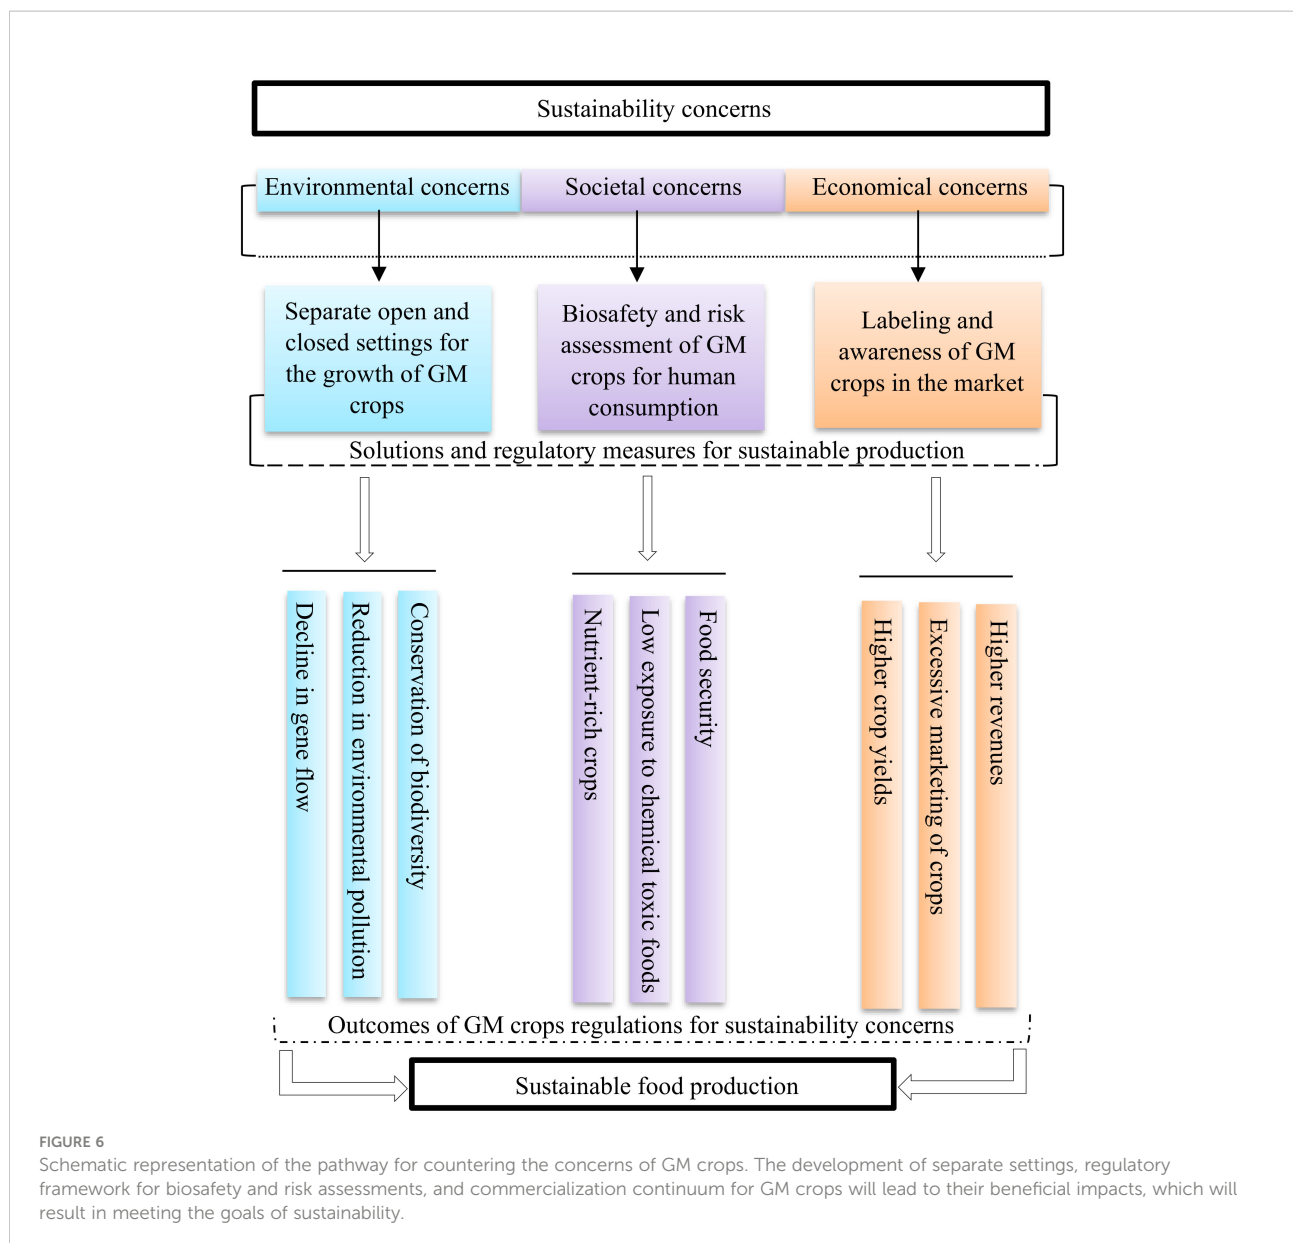 Sustainability concerns
Environmental concerns
Societal concerns
Economical concerns
Separate open and
closed settings for
the growth of GM
crops
Biosafety and risk
assessment of GM
crops for human
consumption
Labeling and
awareness of GM
crops in the market
Solutions and regulatory measures for sustainable production
Decline in gene flow
Reduction in environmental pollution
Conservation of biodiversity
Nutrient-rich crops
Low exposure to chemical toxic foods
Food security
Higher crop yields
Excessive marketing of crops
Higher revenues
Outcomes of GM crops regulations for sustainability concerns
Sustainable food production
FIGURE 6
Schematic representation of the pathway for countering the concerns of GM crops. The development of separate settings, regulatory
framework for biosafety and risk assessments, and commercialization continuum for GM crops will lead to their beneficial impacts, which will
result in meeting the goals of sustainability.